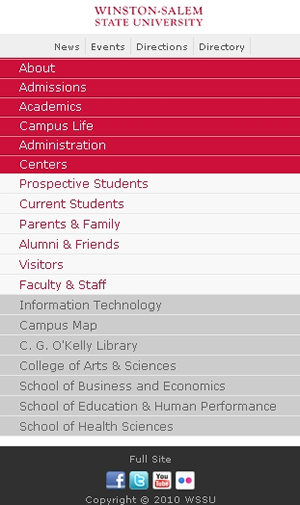 WINSTON-SALEM
STATE UNIVERSITY
News Events Directions Directory
About
Admissions
Academics
Campus Life
Administration
Centers
Prospective Students
Current Students
Parents & Family
Alumni & Friends
Visitors
Faculty & Staff
Information Technology
Campus Map
C. G. O'Kelly Library
College of Arts & Sciences
School of Business and Economics
School of Education & Human Performance
School of Health Sciences
Full Site
f t You Tube
Copyright © 2010 WSSU